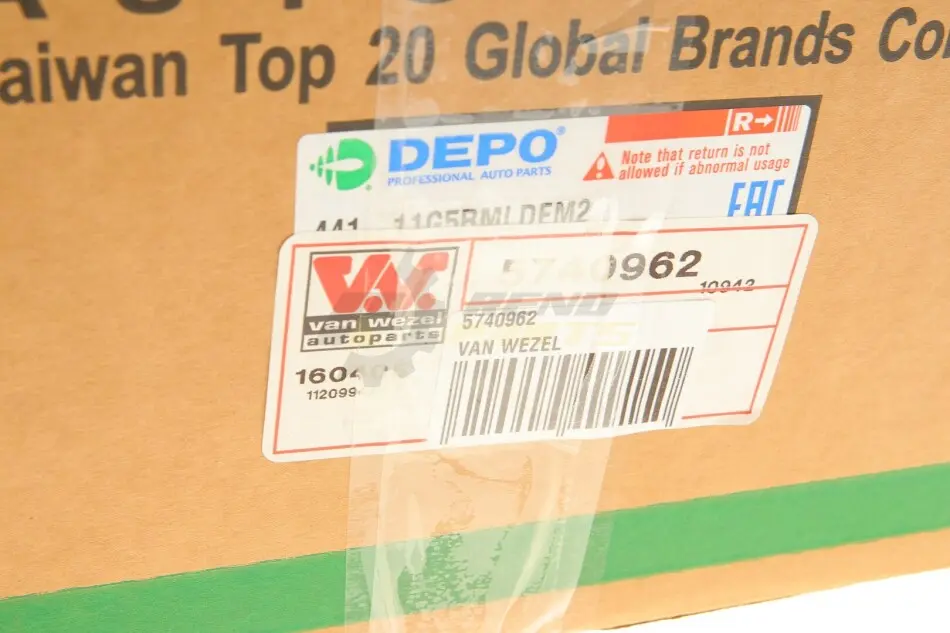 aiwan Top 20 Global Brands Co
DEPO®
PROFESSIONAL AUTO PARTS
R→
Note that return is not
allowed if abnormal usage
EAC
441
V.A.V.
van wezel
autoparts
5740962
10942
5740962
VAN WEZEL